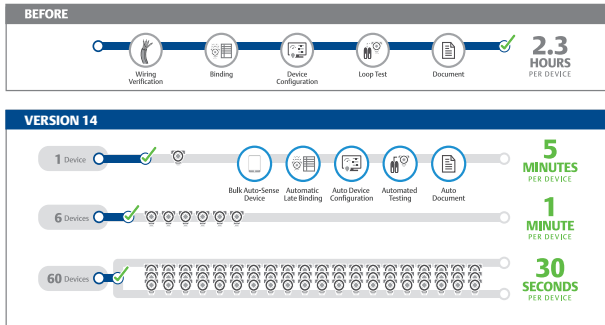 BEFORE
Wiring
Verification
Binding
Device
Configuration
Loop Test
Document
2.3
HOURS
PER DEVICE
VERSION 14
1 Device
Bulk Auto-Sense
Device
Automatic
Late Binding
Auto Device
Configuration
Automated
Testing
Auto
Document
5
MINUTES
PER DEVICE
6 Devices
1
MINUTE
PER DEVICE
60 Devices
30
SECONDS
PER DEVICE